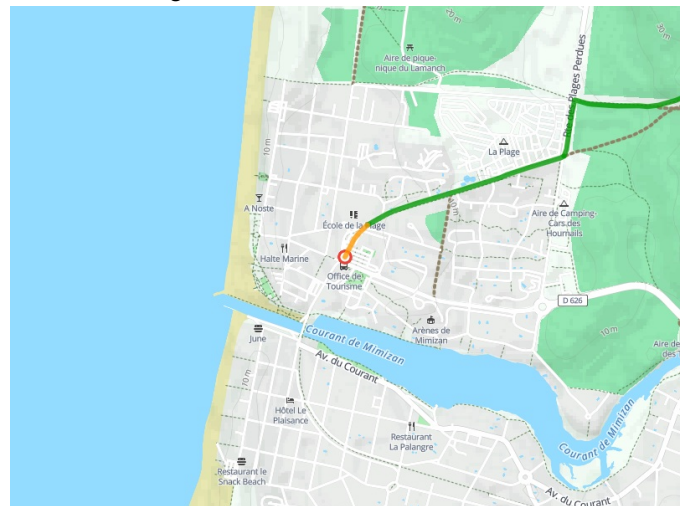 Aire de pique-
nique du Lamanch
Rte des Plages Perdues
10 m
La Plage
A Noste
École de la Plage
10 m
Aire de Camping-
Cars des
Hournails
Halte Marine
Office de
Tourisme
D 626
June
Courant de Mimizan
Arènes de
Mimizan
10 m
Aire de
des
Av. du Courant
10 m
Hôtel Le
Plaisance
Restaurant
La Palangre
Courant de Mimizan
Restaurant le
Snack Beach
Av. du Courant